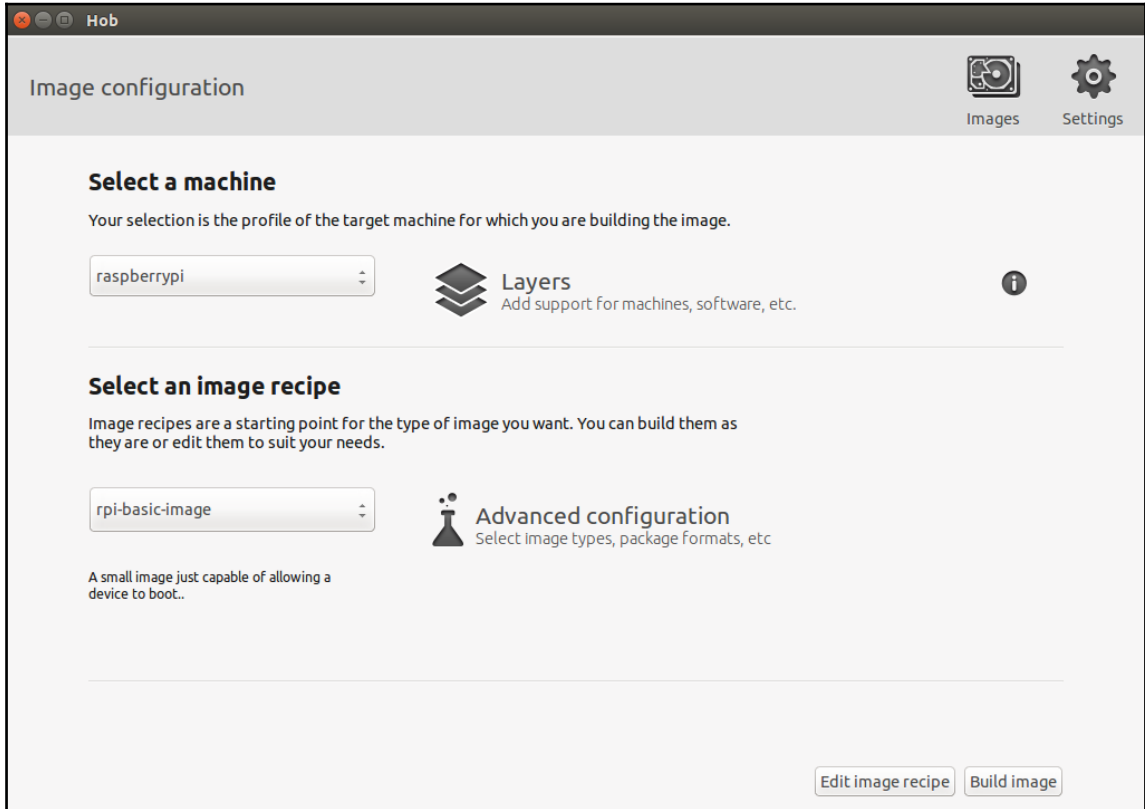 Hob
Image configuration
Images
Settings
Select a machine
Your selection is the profile of the target machine for which you are building the image.
raspberrypi
Layers
Add support for machines, software, etc.
Select an image recipe
Image recipes are a starting point for the type of image you want. You can build them as
they are or edit them to suit your needs.
rpi-basic-image
Advanced configuration
Select image types, package formats, etc
A small image just capable of allowing a
device to boot..
Edit image recipe
Build image